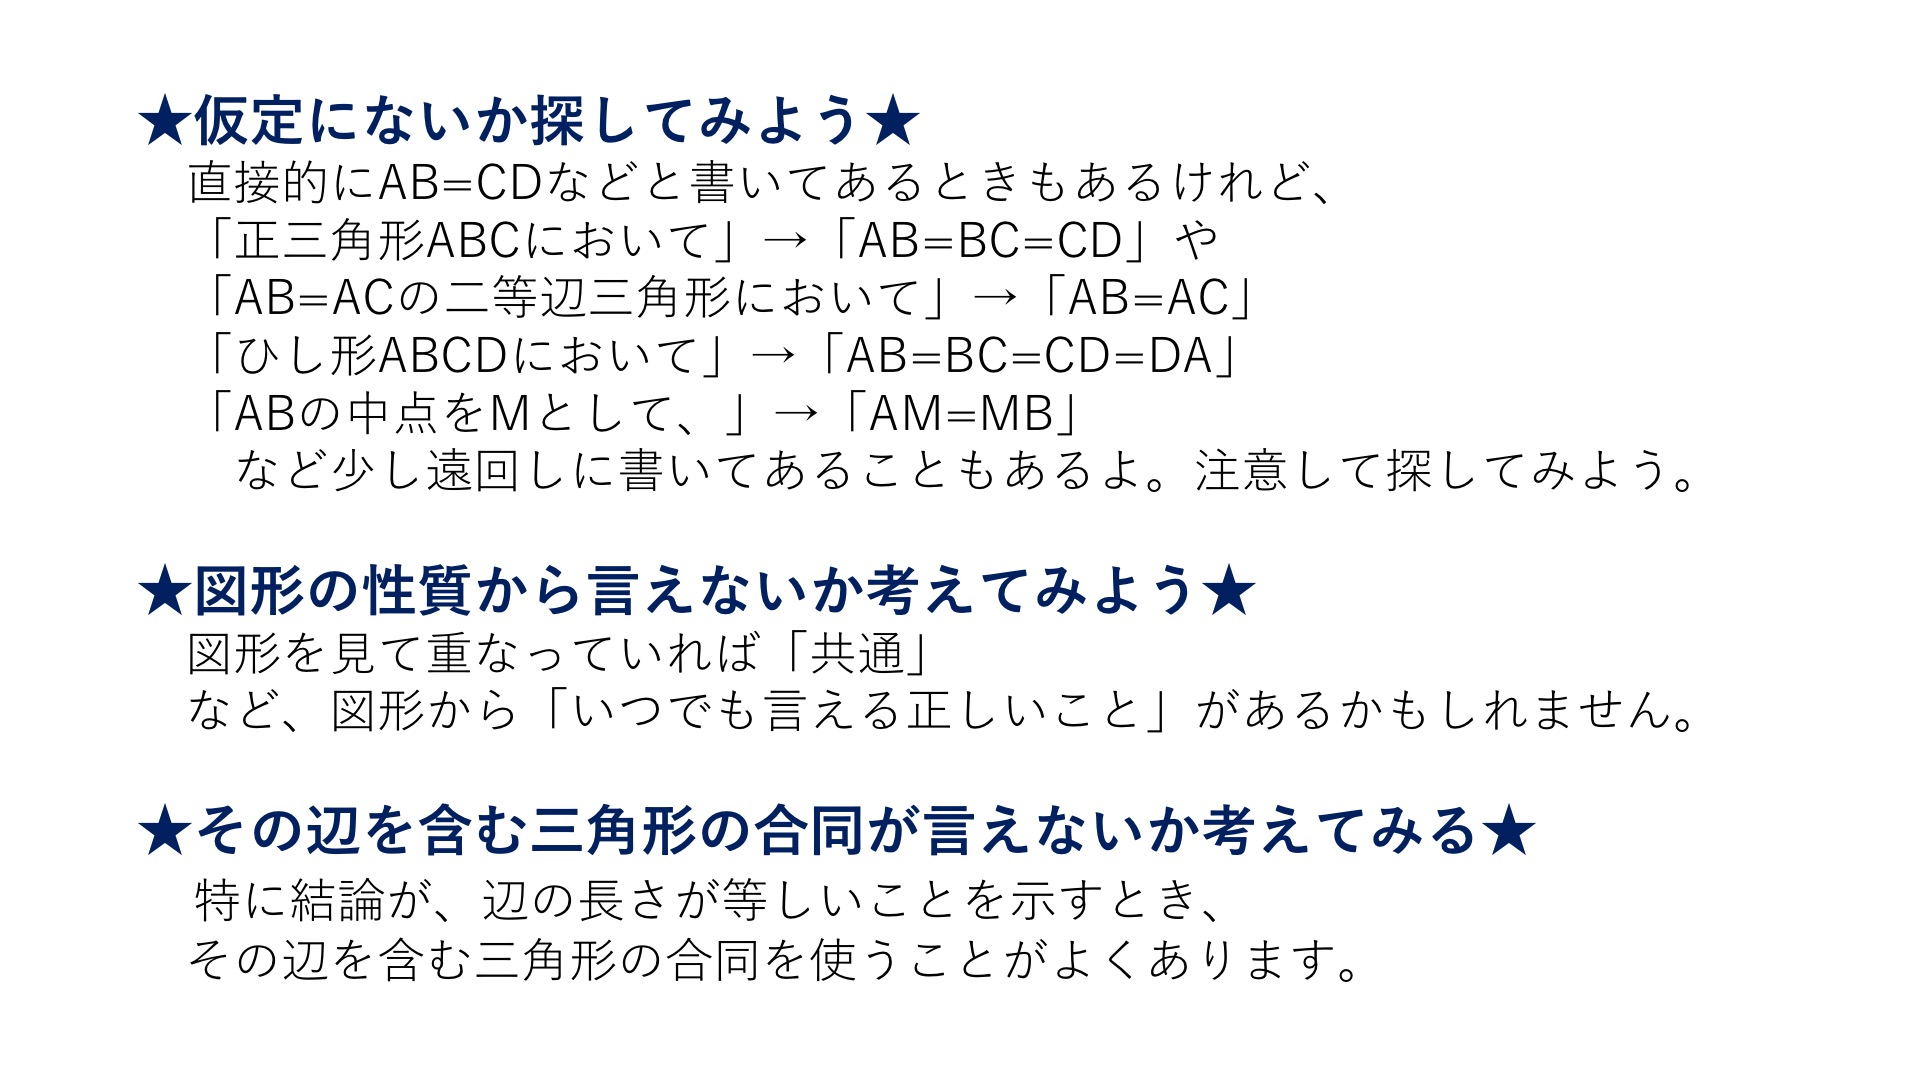 ★仮定にないか探してみよう★
直接的にAB=CDなどと書いてあるときもあるけれど、
「正三角形ABCにおいて」→「AB=BC=CD」や
「AB=ACの二等辺三角形において」→「AB=AC」
「ひし形ABCDにおいて」→「AB=BC=CD=DA」
「ABの中点をMとして、」→「AM=MB」
など少し遠回しに書いてあることもあるよ。注意して探してみよう。
★図形の性質から言えないか考えてみよう★
図形を見て重なっていれば「共通」
など、図形から「いつでも言える正しいこと」があるかもしれません。
★その辺を含む三角形の合同が言えないか考えてみる★
特に結論が、辺の長さが等しいことを示すとき、
その辺を含む三角形の合同を使うことがよくあります。